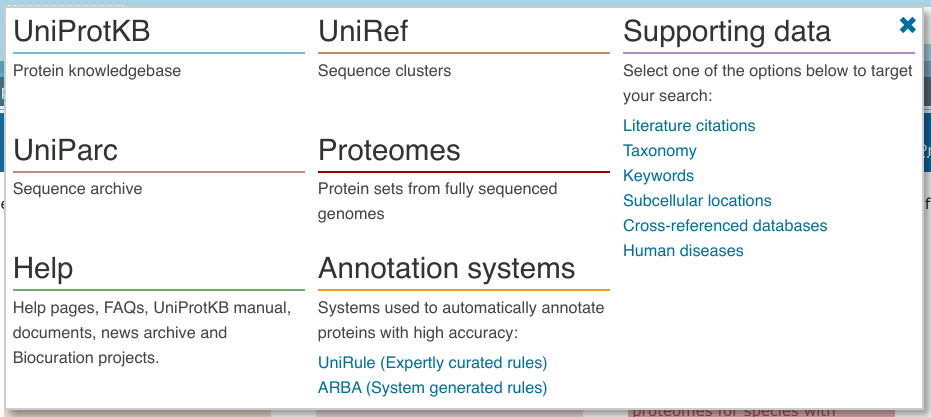 UniProtKB
Protein knowledgebase
UniRef
Sequence clusters
Supporting data
Select one of the options below to target
your search:
Literature citations
Taxonomy
Keywords
Subcellular locations
Cross-referenced databases
Human diseases
UniParc
Sequence archive
Proteomes
Protein sets from fully sequenced
genomes
Help
Help pages, FAQs, UniProtKB manual,
documents, news archive and
Biocuration projects.
Annotation systems
Systems used to automatically annotate
proteins with high accuracy:
UniRule (Expertly curated rules)
ARBA (System generated rules)
proteomes for species with